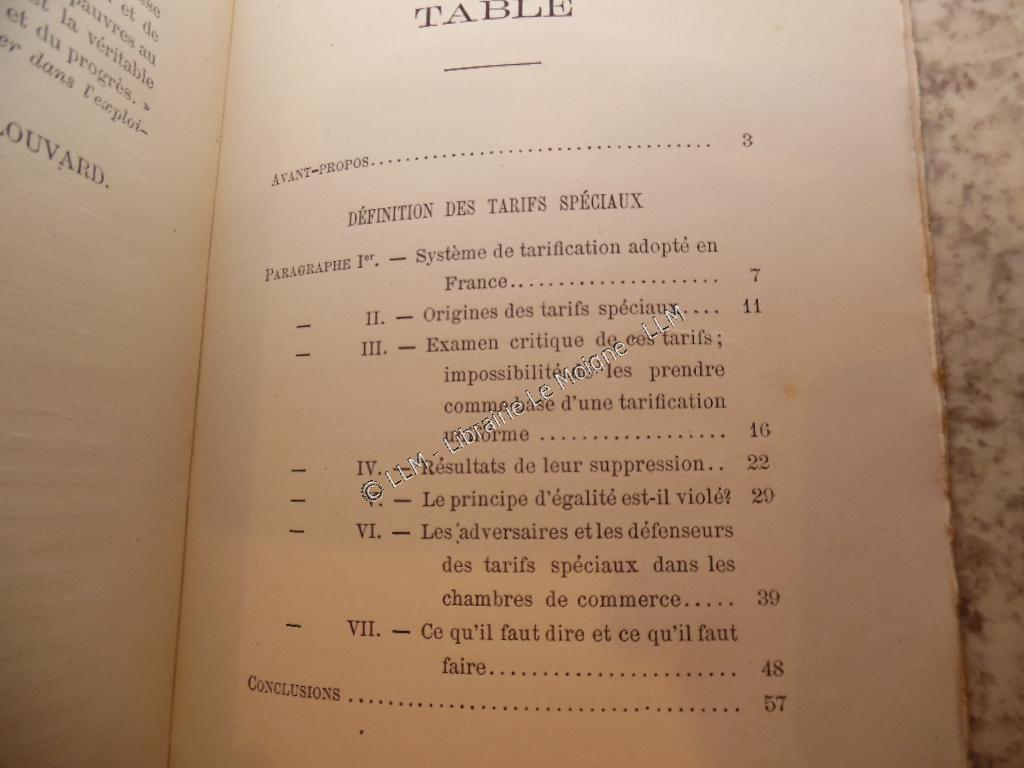 et de
pauvres au
et la véritable
et du progrès. »
er dans l'exploi-
LOUVARD.
TABLE
AVANT-PROPOS.................................... 3
DÉFINITION DES TARIFS SPÉCIAUX
PARAGRAPHE Ier. — Système de tarification adopté en
France..................... 7
— II. — Origines des tarifs spéciaux..... 11
— III. — Examen critique de ces tarifs ;
impossibilité de les prendre
comme base d'une tarification
uniforme .................. 16
— IV. — Résultats de leur suppression.. 22
— V. — Le principe d'égalité est-il violé? 29
— VI. — Les adversaires et les défenseurs
des tarifs spéciaux dans les
chambres de commerce..... 39
— VII. — Ce qu'il faut dire et ce qu'il faut
faire........................ 48
CONCLUSIONS ..................................... 57
© LLM - Librairie Le Moigne - LLM